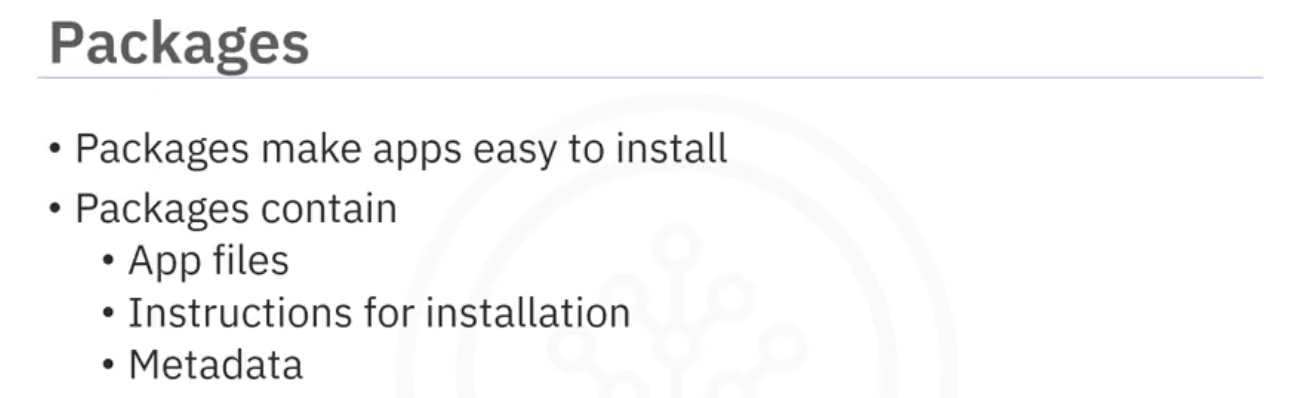 Packages
• Packages make apps easy to install
• Packages contain
• App files
• Instructions for installation
• Metadata